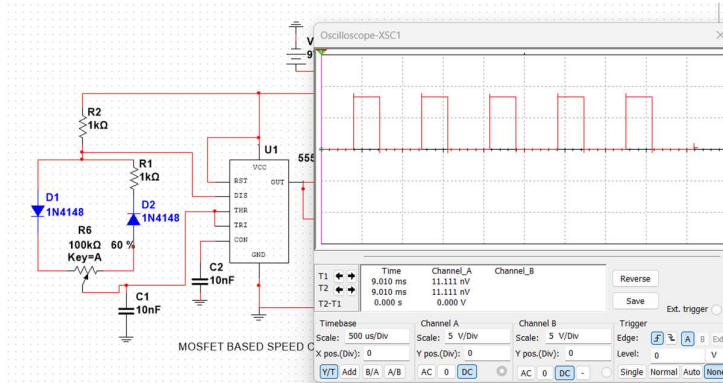 V
9
R2
1kΩ
R1
1kΩ
U1
555
VCC
RST
OUT
DIS
THR
TRI
CON
GND
D1
1N4148
D2
1N4148
R6
100kΩ 60 %
Key=A
C2
10nF
C1
10nF
MOSFET BASED SPEED C
Oscilloscope-XSC1
Time Channel_A Channel_B
T1 9.010 ms 11.111 nV
T2 9.010 ms 11.111 nV
T2-T1 0.000 s 0.000 V
Reverse
Save
Ext. trigger
Timebase Channel A Channel B Trigger
Scale: 500 us/Div Scale: 5 V/Div Scale: 5 V/Div Edge: A B Ext
X pos.(Div): 0 Y pos.(Div): 0 Y pos.(Div): 0 Level: 0 V
Y/T Add B/A A/B AC 0 DC AC 0 DC - Single Normal Auto None